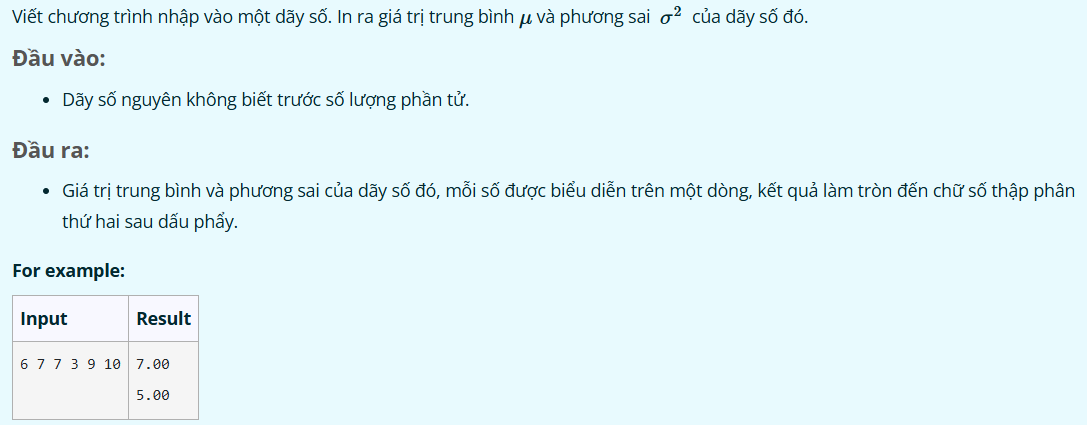 Viết chương trình nhập vào một dãy số. In ra giá trị trung bình μ và phương sai σ² của dãy số đó.
Đầu vào:
• Dãy số nguyên không biết trước số lượng phần tử.
Đầu ra:
• Giá trị trung bình và phương sai của dãy số đó, mỗi số được biểu diễn trên một dòng, kết quả làm tròn đến chữ số thập phân
thứ hai sau dấu phẩy.
For example:
Input Result
6 7 7 3 9 10 7.00
5.00